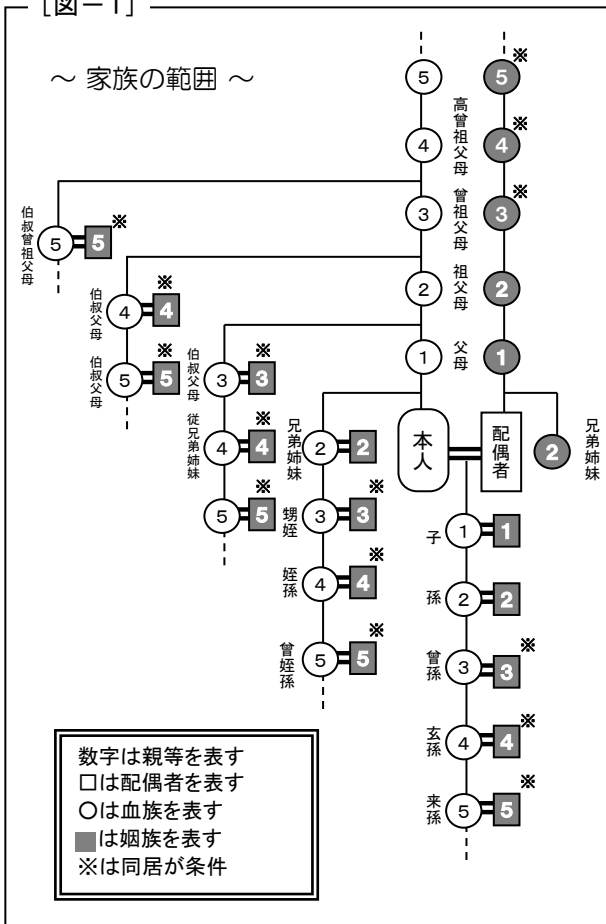 [図－1]
～ 家族の範囲 ～
5
5
※
4
高曾祖父母
4
※
伯叔曾祖父母
5
5
※
3
曾祖父母
3
※
伯叔父母
4
4
※
2
祖父母
2
伯叔父母
5
5
※
伯叔父母
3
3
※
1
父母
1
従兄弟姉妹
4
4
※
兄弟姉妹
2
2
本人
配偶者
2
兄弟姉妹
5
5
※
甥姪
3
3
※
子
1
1
姪孫
4
4
※
孫
2
2
曾姪孫
5
5
※
曾孫
3
3
※
玄孫
4
4
※
来孫
5
5
※
数字は親等を表す
□は配偶者を表す
○は血族を表す
■は姻族を表す
※は同居が条件